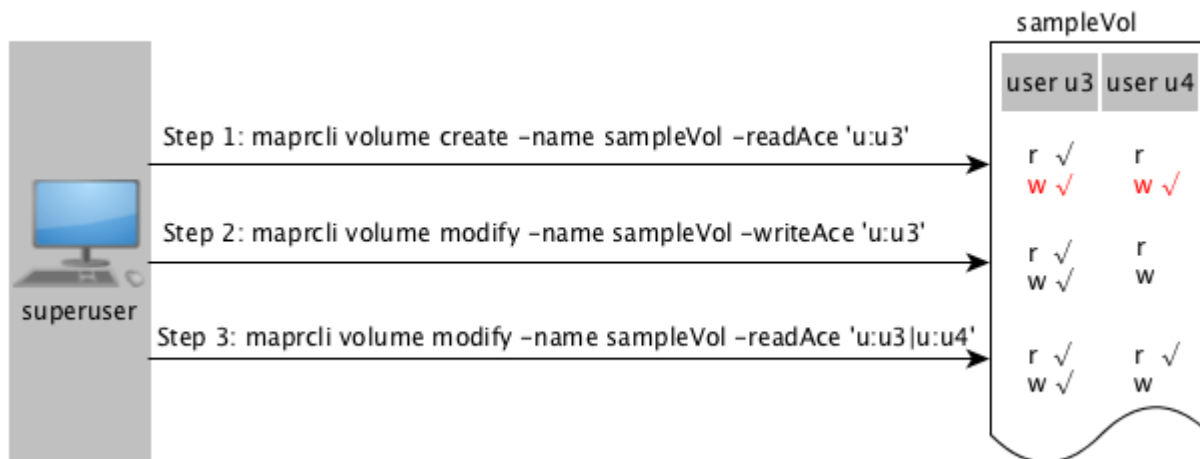 sampleVol
user u3 user u4
Step 1: maprcli volume create –name sampleVol –readAce 'u:u3'
r √ r
w √ w √
Step 2: maprcli volume modify –name sampleVol –writeAce 'u:u3'
r √ r
w √ w
superuser
Step 3: maprcli volume modify –name sampleVol –readAce 'u:u3|u:u4'
r √ r √
w √ w